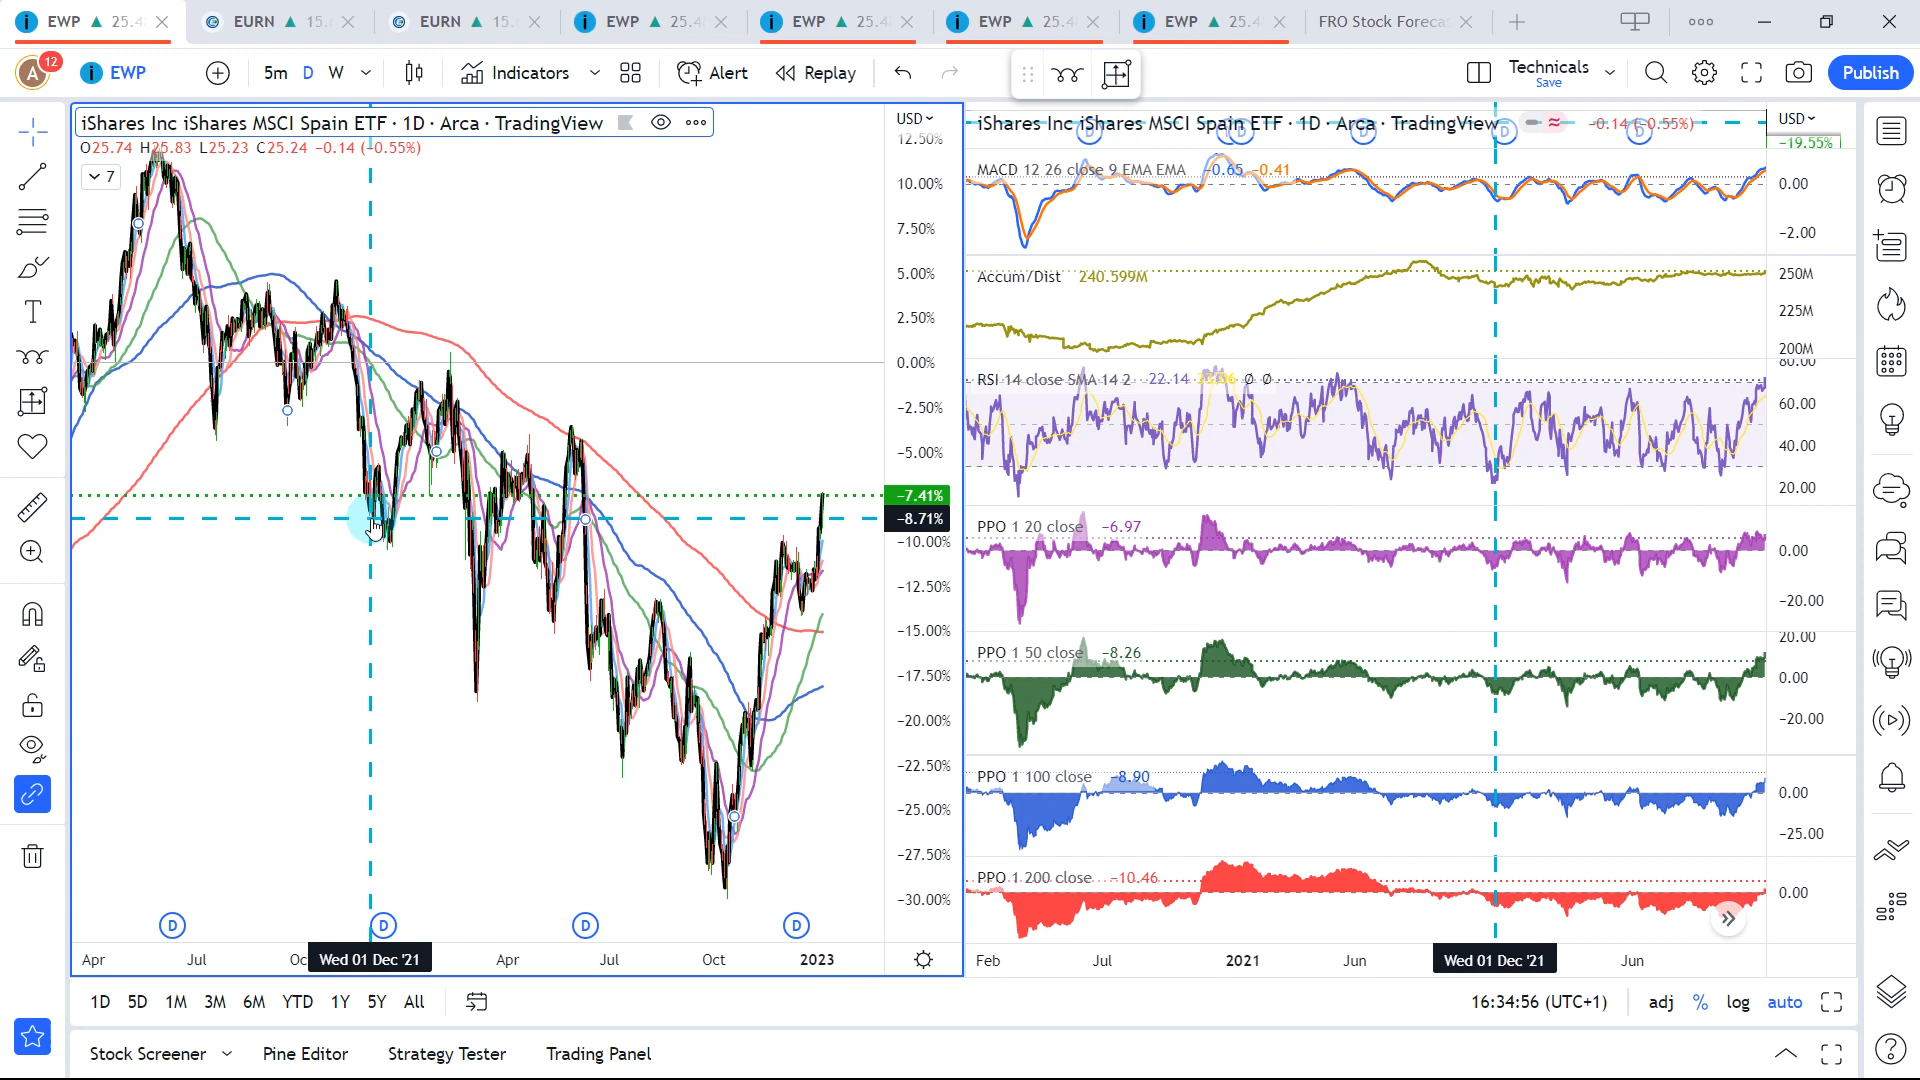 EWP 25.4
EURN 15.
EURN 15.
EWP 25.4
EWP 25.4
EWP 25.4
EWP 25.4
FRO Stock Foreca
A 12
EWP
5m D W
Indicators
Alert
Replay
Technicals
Save
Publish
iShares Inc iShares MSCI Spain ETF · 1D · Arca · TradingView
O25.74 H25.83 L25.23 C25.24 −0.14 (−0.55%)
7
USD
12.50%
10.00%
7.50%
5.00%
2.50%
0.00%
−2.50%
−5.00%
−7.41%
−8.71%
−10.00%
−12.50%
−15.00%
−17.50%
−20.00%
−22.50%
−25.00%
−27.50%
−30.00%
D D D D
Apr Jul Oc Wed 01 Dec '21 Apr Jul Oct 2023
iShares Inc iShares MSCI Spain ETF · 1D · Arca · TradingView −0.14 (−0.55%)
USD
−19.55%
D D D D D
MACD 12 26 close 9 EMA EMA −0.65 −0.41
0.00
−2.00
Accum/Dist 240.599M
250M
225M
200M
RSI 14 close SMA 14 2 22.14 Ø Ø
80.00
60.00
40.00
20.00
PPO 1 20 close −6.97
0.00
−20.00
PPO 1 50 close −8.26
20.00
0.00
−20.00
PPO 1 100 close −8.90
0.00
−25.00
PPO 1 200 close −10.46
0.00
Feb Jul 2021 Jun Wed 01 Dec '21 Jun
1D 5D 1M 3M 6M YTD 1Y 5Y All
16:34:56 (UTC+1) adj % log auto
Stock Screener Pine Editor Strategy Tester Trading Panel